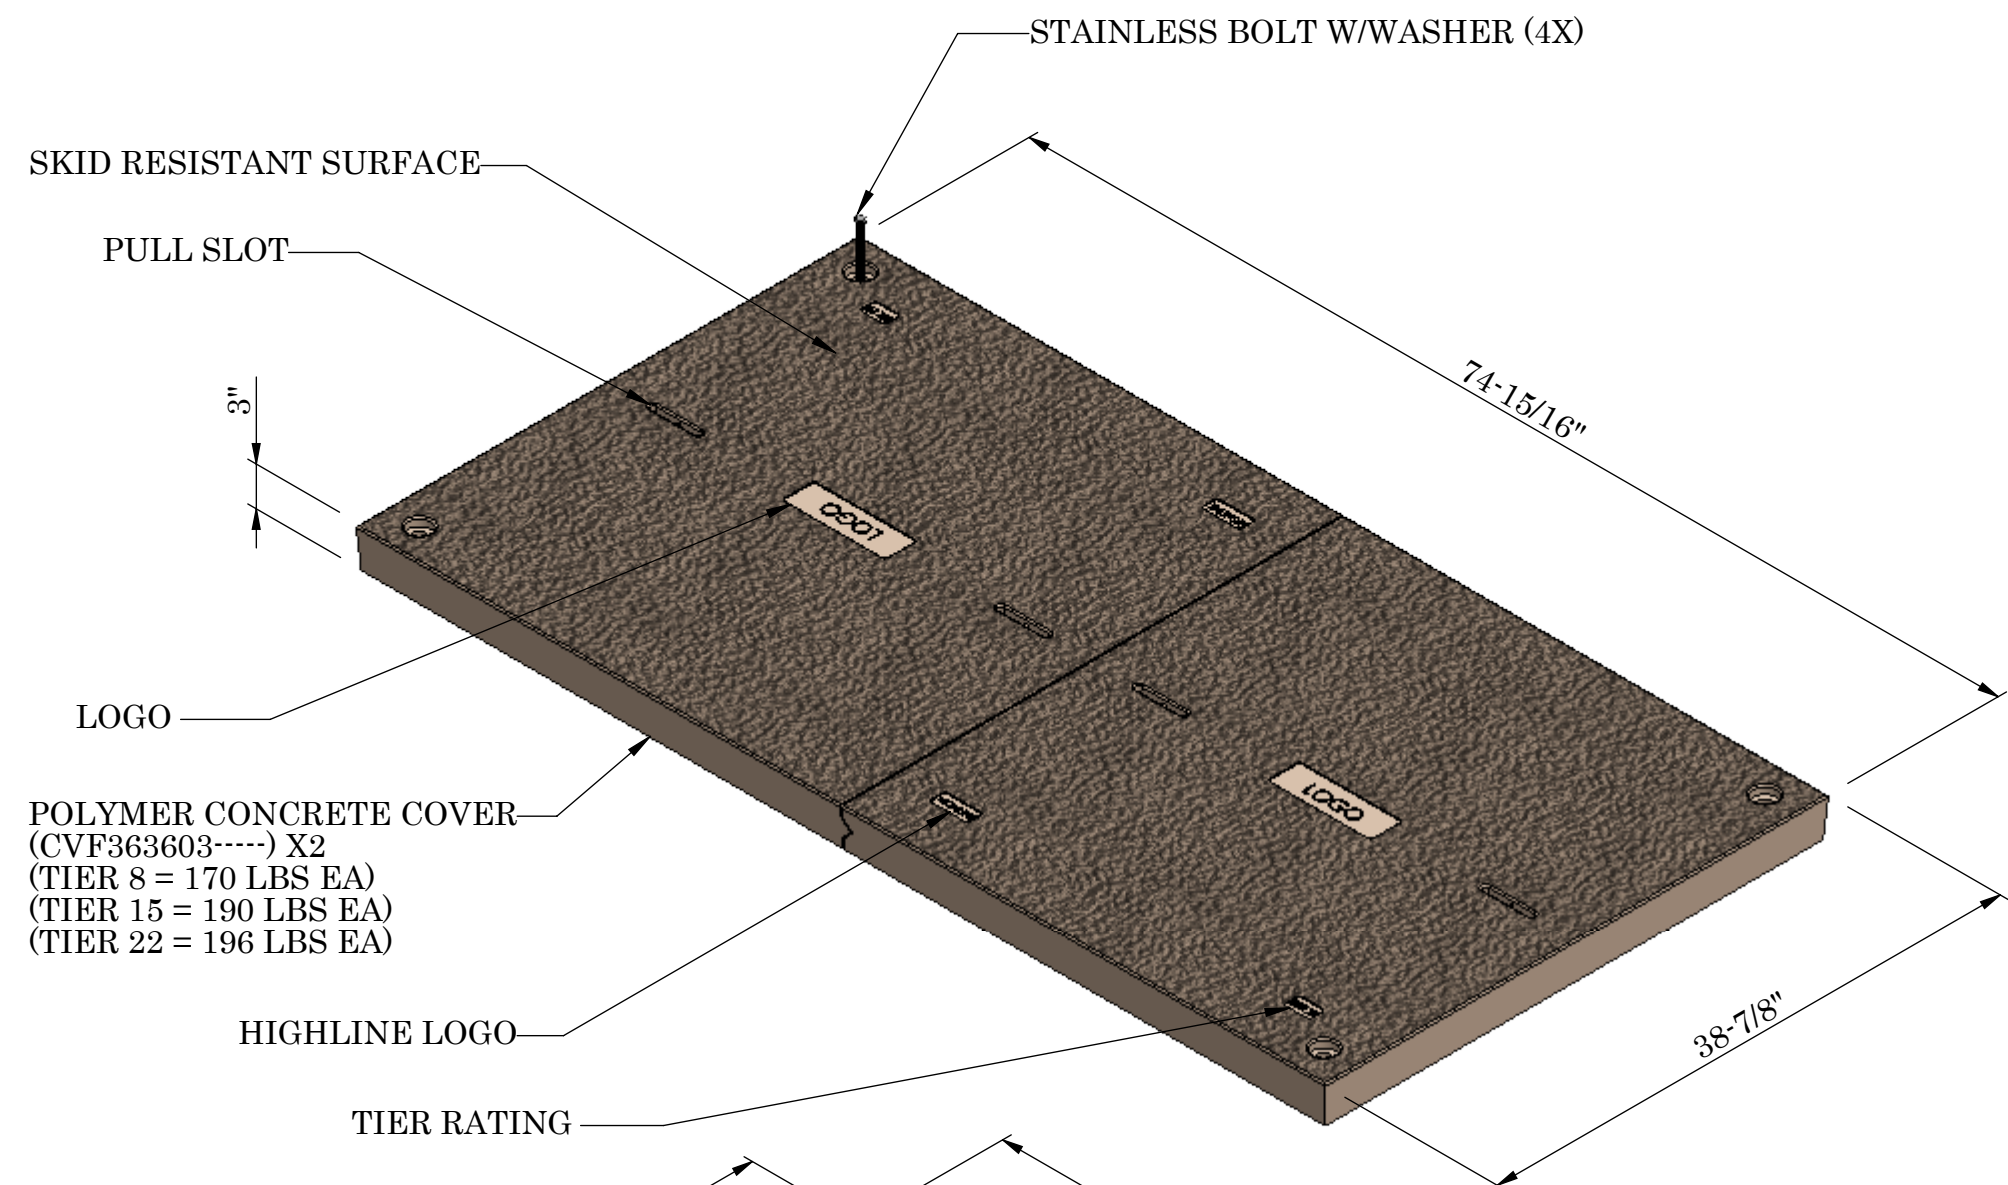 STAINLESS BOLT W/WASHER (4X)
SKID RESISTANT SURFACE
PULL SLOT
3"
74-15/16"
LOGO
LOGO
LOGO
POLYMER CONCRETE COVER
(CVF363603-----) X2
(TIER 8 = 170 LBS EA)
(TIER 15 = 190 LBS EA)
(TIER 22 = 196 LBS EA)
HIGHLINE LOGO
38-7/8"
TIER RATING